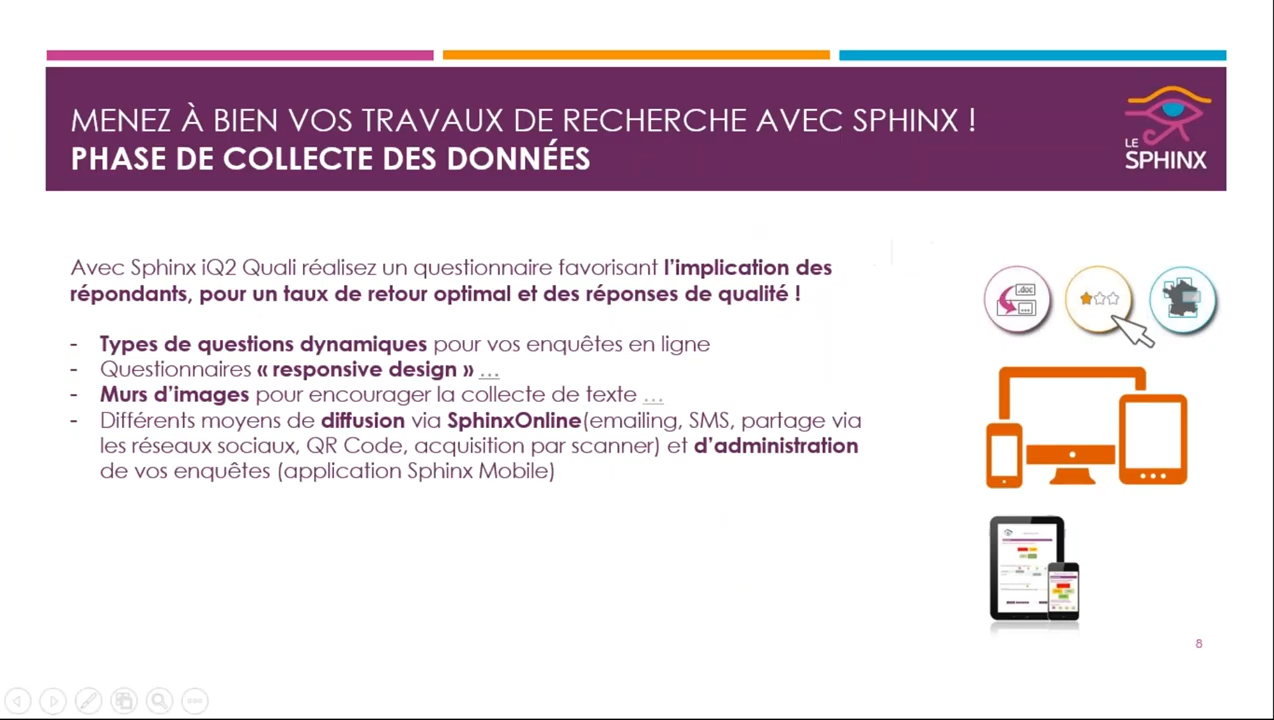 MENEZ À BIEN VOS TRAVAUX DE RECHERCHE AVEC SPHINX !
PHASE DE COLLECTE DES DONNÉES
LE
SPHINX
Avec Sphinx iQ2 Quali réalisez un questionnaire favorisant l'implication des
répondants, pour un taux de retour optimal et des réponses de qualité !
- Types de questions dynamiques pour vos enquêtes en ligne
- Questionnaires « responsive design » ...
- Murs d'images pour encourager la collecte de texte ...
- Différents moyens de diffusion via SphinxOnline(emailing, SMS, partage via
les réseaux sociaux, QR Code, acquisition par scanner) et d'administration
de vos enquêtes (application Sphinx Mobile)
.doc
8